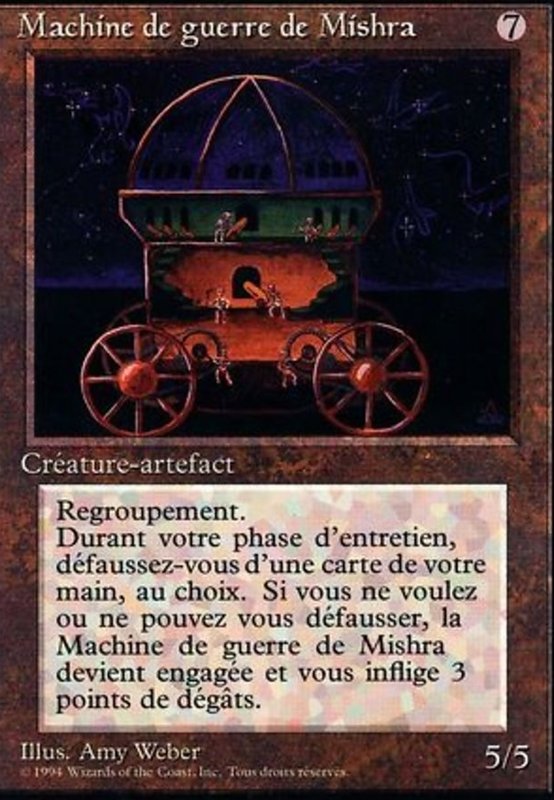 Machine de guerre de Mishra 7
Créature-artefact
Regroupement.
Durant votre phase d'entretien,
défaussez-vous d'une carte de votre
main, au choix. Si vous ne voulez
ou ne pouvez vous défausser, la
Machine de guerre de Mishra
devient engagée et vous inflige 3
points de dégâts.
Illus. Amy Weber 5/5
© 1994 Wizards of the Coast, Inc. Tous droits réservés.